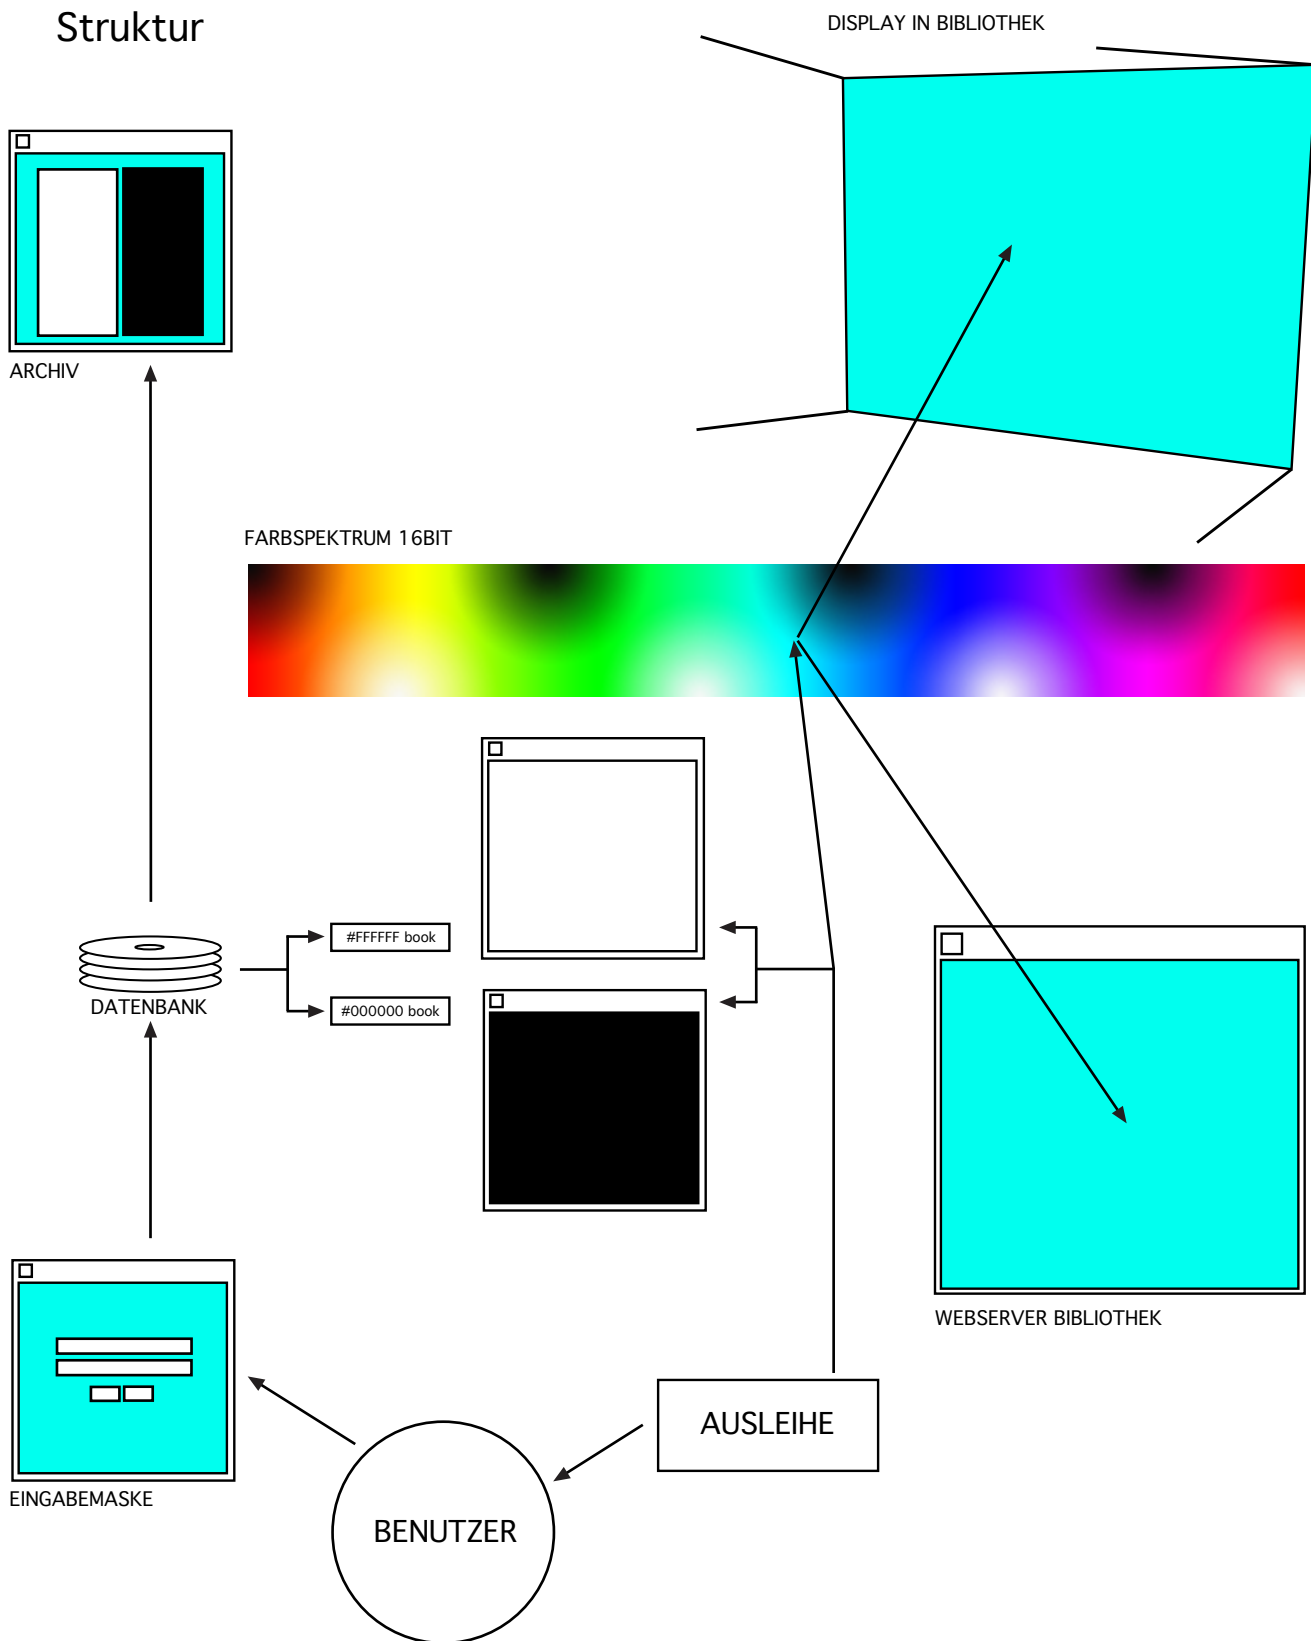 Struktur
DISPLAY IN BIBLIOTHEK
ARCHIV
FARBSPEKTRUM 16BIT
#FFFFFF book
DATENBANK
#000000 book
WEBSERVER BIBLIOTHEK
AUSLEIHE
EINGABEMASKE
BENUTZER